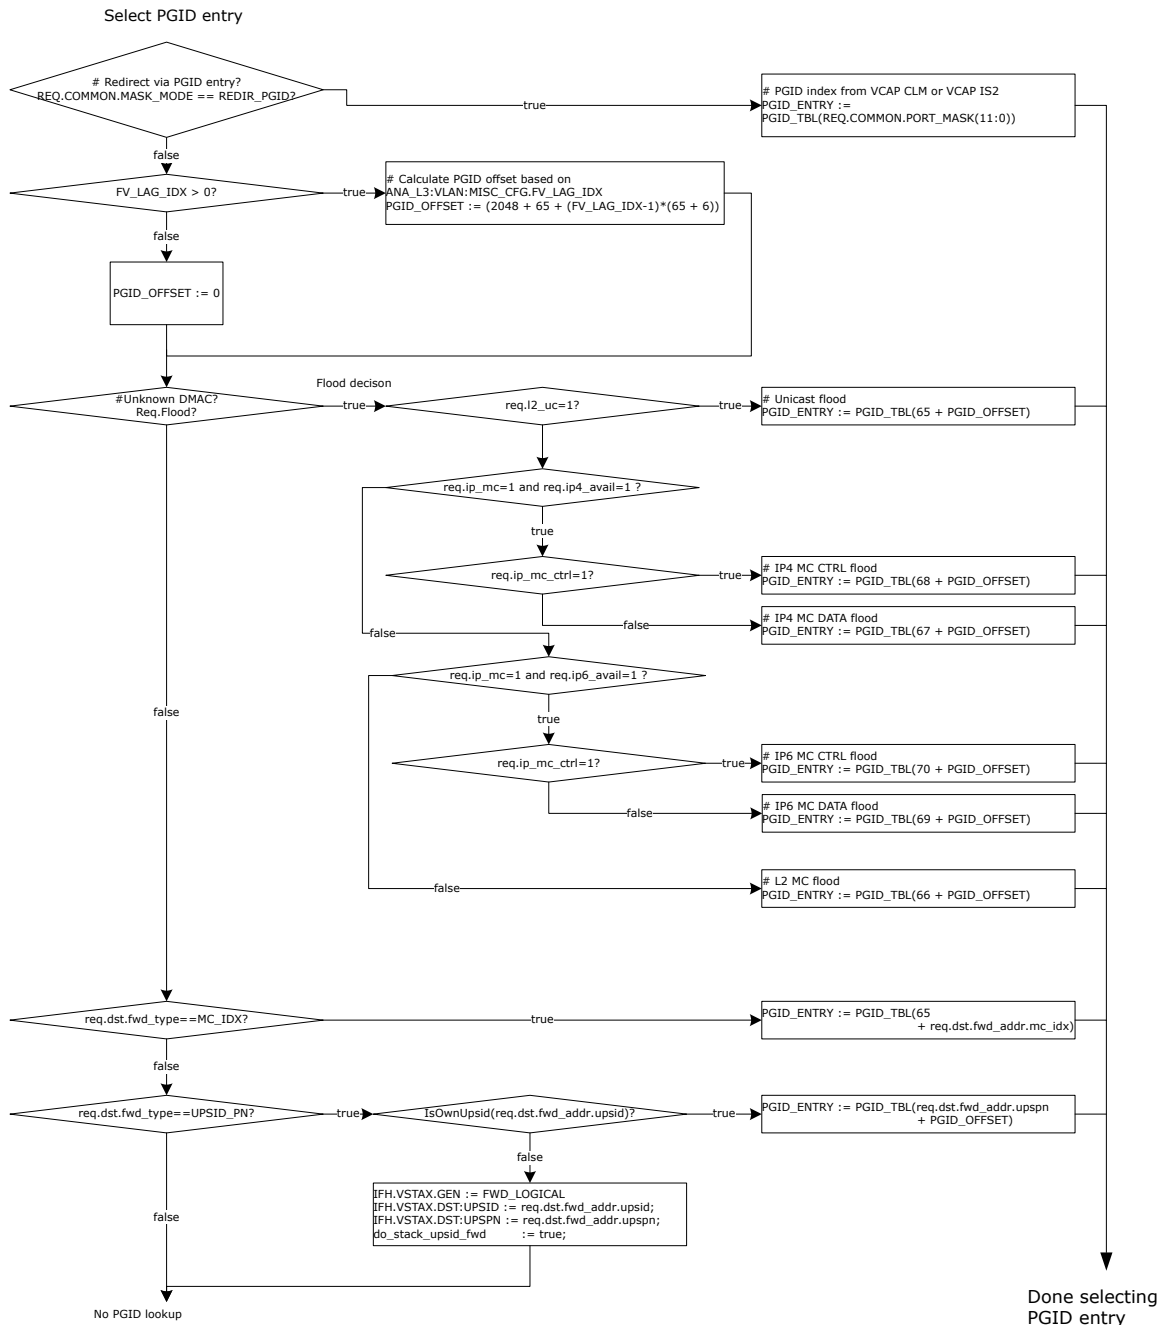 Select PGID entry
# Redirect via PGID entry?
REQ.COMMON.MASK_MODE == REDIR_PGID?
true
# PGID index from VCAP CLM or VCAP IS2
PGID_ENTRY :=
PGID_TBL(REQ.COMMON.PORT_MASK(11:0))
false
FV_LAG_IDX > 0?
true
# Calculate PGID offset based on
ANA_L3:VLAN:MISC_CFG.FV_LAG_IDX
PGID_OFFSET := (2048 + 65 + (FV_LAG_IDX-1)*(65 + 6))
false
PGID_OFFSET := 0
#Unknown DMAC?
Req.Flood?
Flood decison
true
req.l2_uc=1?
true
# Unicast flood
PGID_ENTRY := PGID_TBL(65 + PGID_OFFSET)
req.ip_mc=1 and req.ip4_avail=1 ?
true
req.ip_mc_ctrl=1?
true
# IP4 MC CTRL flood
PGID_ENTRY := PGID_TBL(68 + PGID_OFFSET)
false
# IP4 MC DATA flood
PGID_ENTRY := PGID_TBL(67 + PGID_OFFSET)
false
req.ip_mc=1 and req.ip6_avail=1 ?
false
true
req.ip_mc_ctrl=1?
true
# IP6 MC CTRL flood
PGID_ENTRY := PGID_TBL(70 + PGID_OFFSET)
false
# IP6 MC DATA flood
PGID_ENTRY := PGID_TBL(69 + PGID_OFFSET)
false
# L2 MC flood
PGID_ENTRY := PGID_TBL(66 + PGID_OFFSET)
req.dst.fwd_type==MC_IDX?
true
PGID_ENTRY := PGID_TBL(65
+ req.dst.fwd_addr.mc_idx)
false
req.dst.fwd_type==UPSID_PN?
true
IsOwnUpsid(req.dst.fwd_addr.upsid)?
true
PGID_ENTRY := PGID_TBL(req.dst.fwd_addr.upspn
+ PGID_OFFSET)
false
IFH.VSTAX.GEN := FWD_LOGICAL
IFH.VSTAX.DST:UPSID := req.dst.fwd_addr.upsid;
IFH.VSTAX.DST:UPSPN := req.dst.fwd_addr.upspn;
do_stack_upsid_fwd := true;
false
No PGID lookup
Done selecting
PGID entry